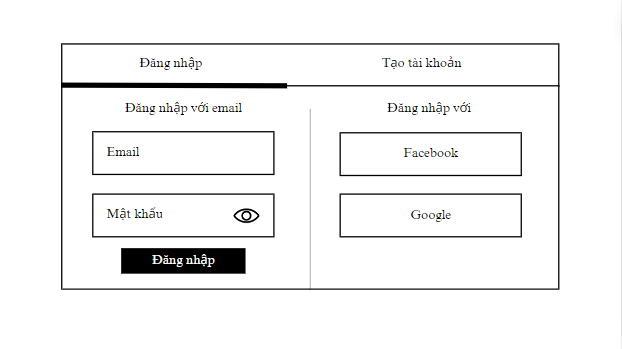 Đăng nhập
Tạo tài khoản
Đăng nhập với email
Email
Mật khẩu
Đăng nhập
Đăng nhập với
Facebook
Google